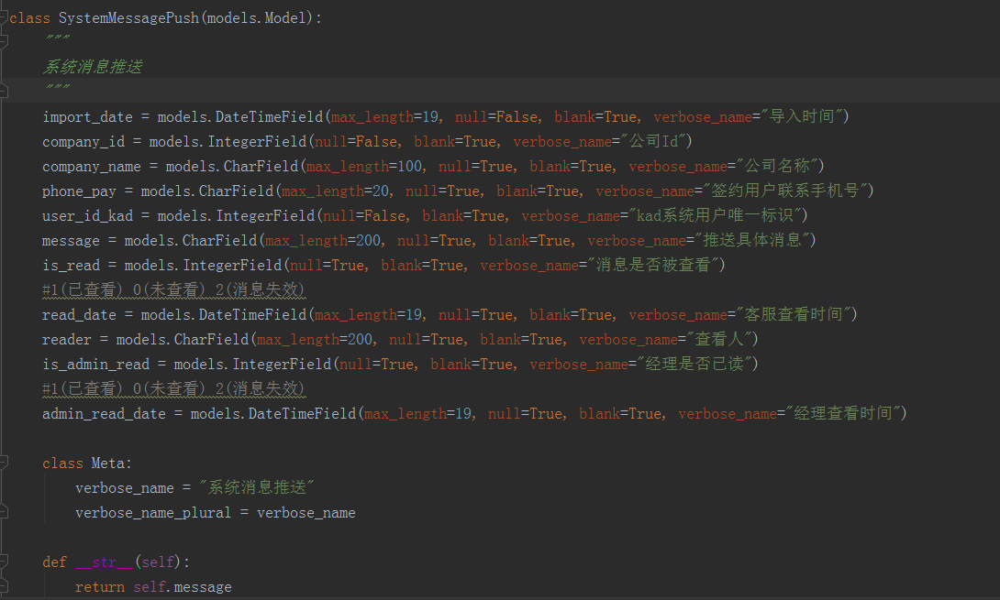 class SystemMessagePush(models.Model):
"""
系统消息推送
"""
import_date = models.DateTimeField(max_length=19, null=False, blank=True, verbose_name="导入时间")
company_id = models.IntegerField(null=False, blank=True, verbose_name="公司Id")
company_name = models.CharField(max_length=100, null=True, blank=True, verbose_name="公司名称")
phone_pay = models.CharField(max_length=20, null=True, blank=True, verbose_name="签约用户联系手机号")
user_id_kad = models.IntegerField(null=False, blank=True, verbose_name="kad系统用户唯一标识")
message = models.CharField(max_length=200, null=True, blank=True, verbose_name="推送具体消息")
is_read = models.IntegerField(null=True, blank=True, verbose_name="消息是否被查看")
#1(已查看) 0(未查看) 2(消息失效)
read_date = models.DateTimeField(max_length=19, null=True, blank=True, verbose_name="客服查看时间")
reader = models.CharField(max_length=200, null=True, blank=True, verbose_name="查看人")
is_admin_read = models.IntegerField(null=True, blank=True, verbose_name="经理是否已读")
#1(已查看) 0(未查看) 2(消息失效)
admin_read_date = models.DateTimeField(max_length=19, null=True, blank=True, verbose_name="经理查看时间")
class Meta:
verbose_name = "系统消息推送"
verbose_name_plural = verbose_name
def __str__(self):
return self.message